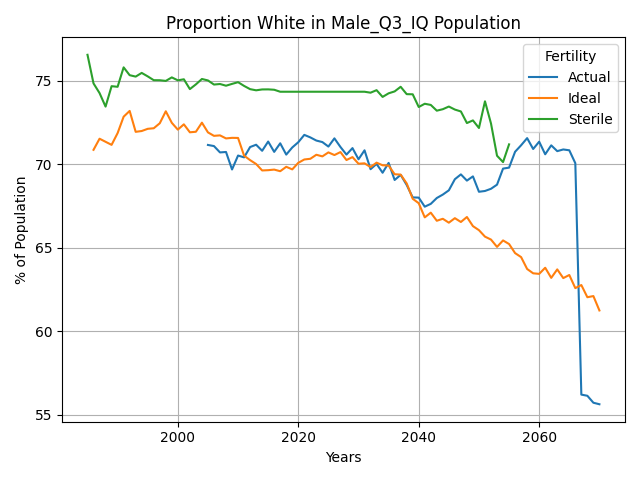 Proportion White in Male_Q3_IQ Population
Fertility
Actual
Ideal
Sterile
75
70
65
60
55
% of Population
2000
2020
2040
2060
Years